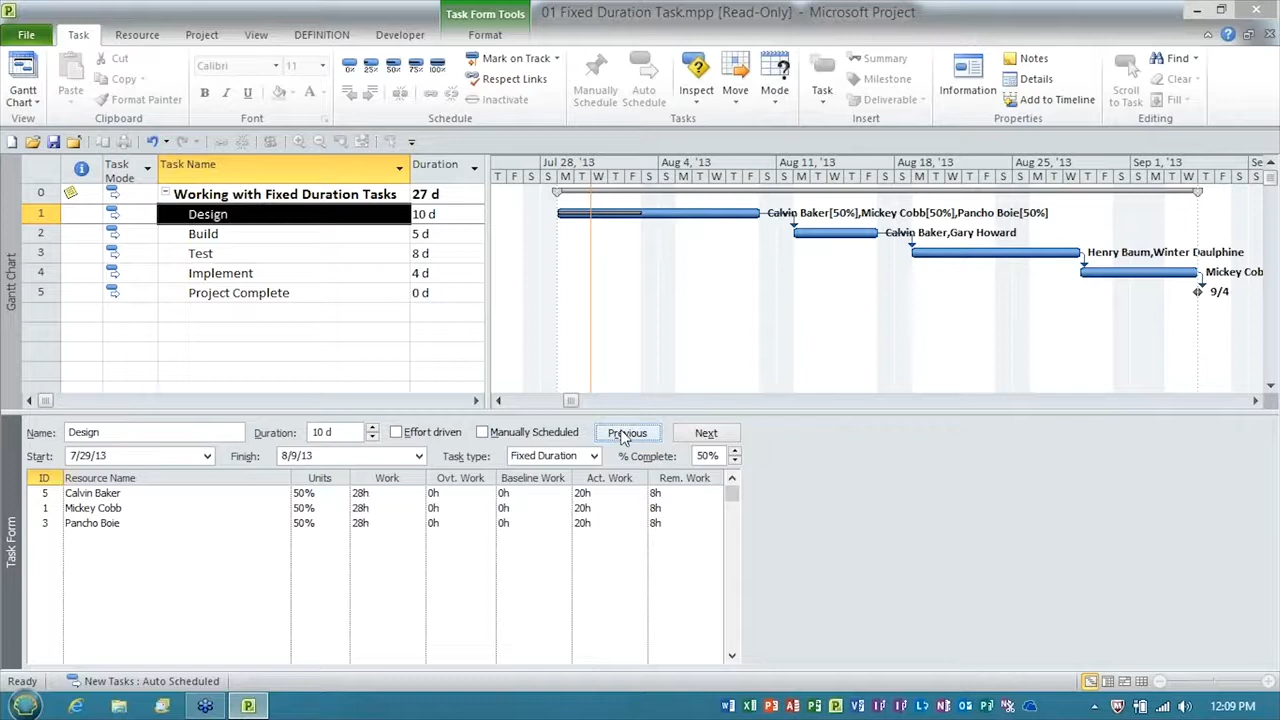 Task Form Tools
01 Fixed Duration Task.mpp [Read-Only] - Microsoft Project
File Task Resource Project View DEFINITION Developer Format
Gantt Chart
View
Paste
Cut
Copy
Format Painter
Clipboard
Calibri 11
B I U A
Font
0% 25% 50% 75% 100%
Mark on Track
Respect Links
Inactivate
Schedule
Manually Schedule
Auto Schedule
Inspect
Move
Mode
Tasks
Task
Summary
Milestone
Deliverable
Insert
Information
Notes
Details
Add to Timeline
Properties
Scroll to Task
Find
Clear
Fill
Editing
Task Mode Task Name Duration
Jul 28, '13 Aug 4, '13 Aug 11, '13 Aug 18, '13 Aug 25, '13 Sep 1, '13 Se
T F S S M T W T F S S M T W T F S S M T W T F S S M T W T F S S M T W T F S S M T W T F S S
0 Working with Fixed Duration Tasks 27 d
1 Design 10 d Calvin Baker[50%],Mickey Cobb[50%],Pancho Boie[50%]
2 Build 5 d Calvin Baker,Gary Howard
3 Test 8 d Henry Baum,Winter Daulphine
4 Implement 4 d Mickey Cob
5 Project Complete 0 d 9/4
Gantt Chart
Name: Design Duration: 10 d Effort driven Manually Scheduled Previous Next
Start: 7/29/13 Finish: 8/9/13 Task type: Fixed Duration % Complete: 50%
ID Resource Name Units Work Ovt. Work Baseline Work Act. Work Rem. Work
5 Calvin Baker 50% 28h 0h 0h 20h 8h
1 Mickey Cobb 50% 28h 0h 0h 20h 8h
3 Pancho Boie 50% 28h 0h 0h 20h 8h
Task Form
Ready New Tasks : Auto Scheduled
12:09 PM